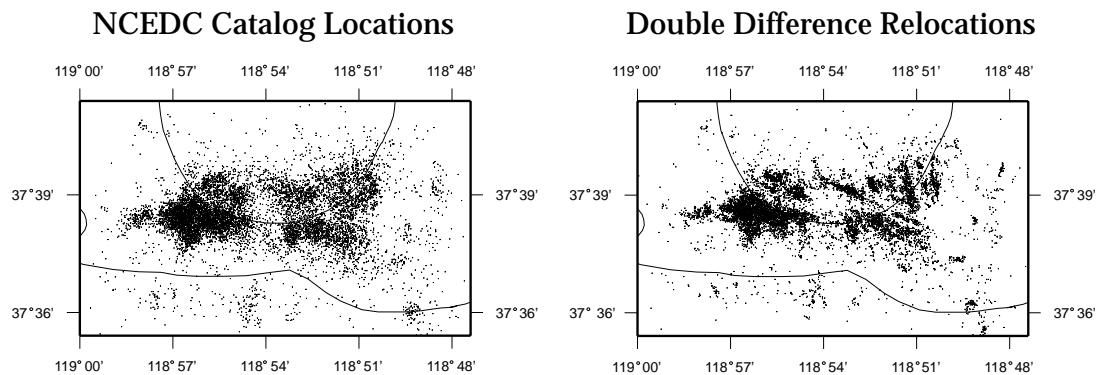 NCEDC Catalog Locations Double Difference Relocations
119° 00' 118° 57' 118° 54' 118° 51' 118° 48' 119° 00' 118° 57' 118° 54' 118° 51' 118° 48'
37° 39' 37° 39' 37° 39' 37° 39'
37° 36' 37° 36' 37° 36' 37° 36'
119° 00' 118° 57' 118° 54' 118° 51' 118° 48' 119° 00' 118° 57' 118° 54' 118° 51' 118° 48'